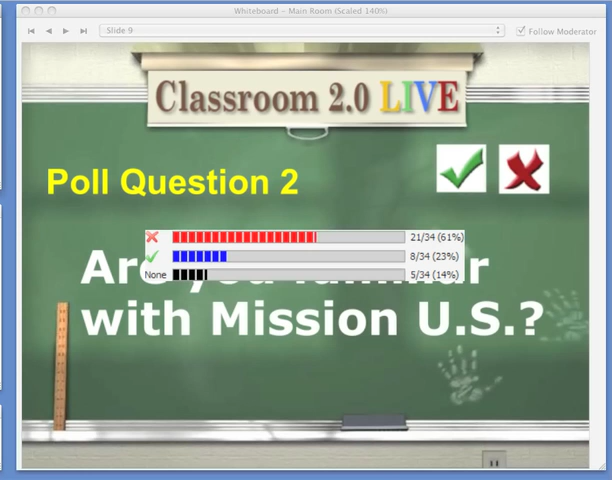 Whiteboard – Main Room (Scaled 140%)
Slide 9
Follow Moderator
Classroom 2.0 LIVE
Poll Question 2
21/34 (61%)
8/34 (23%)
None 5/34 (14%)
Are you familiar
with Mission U.S.?